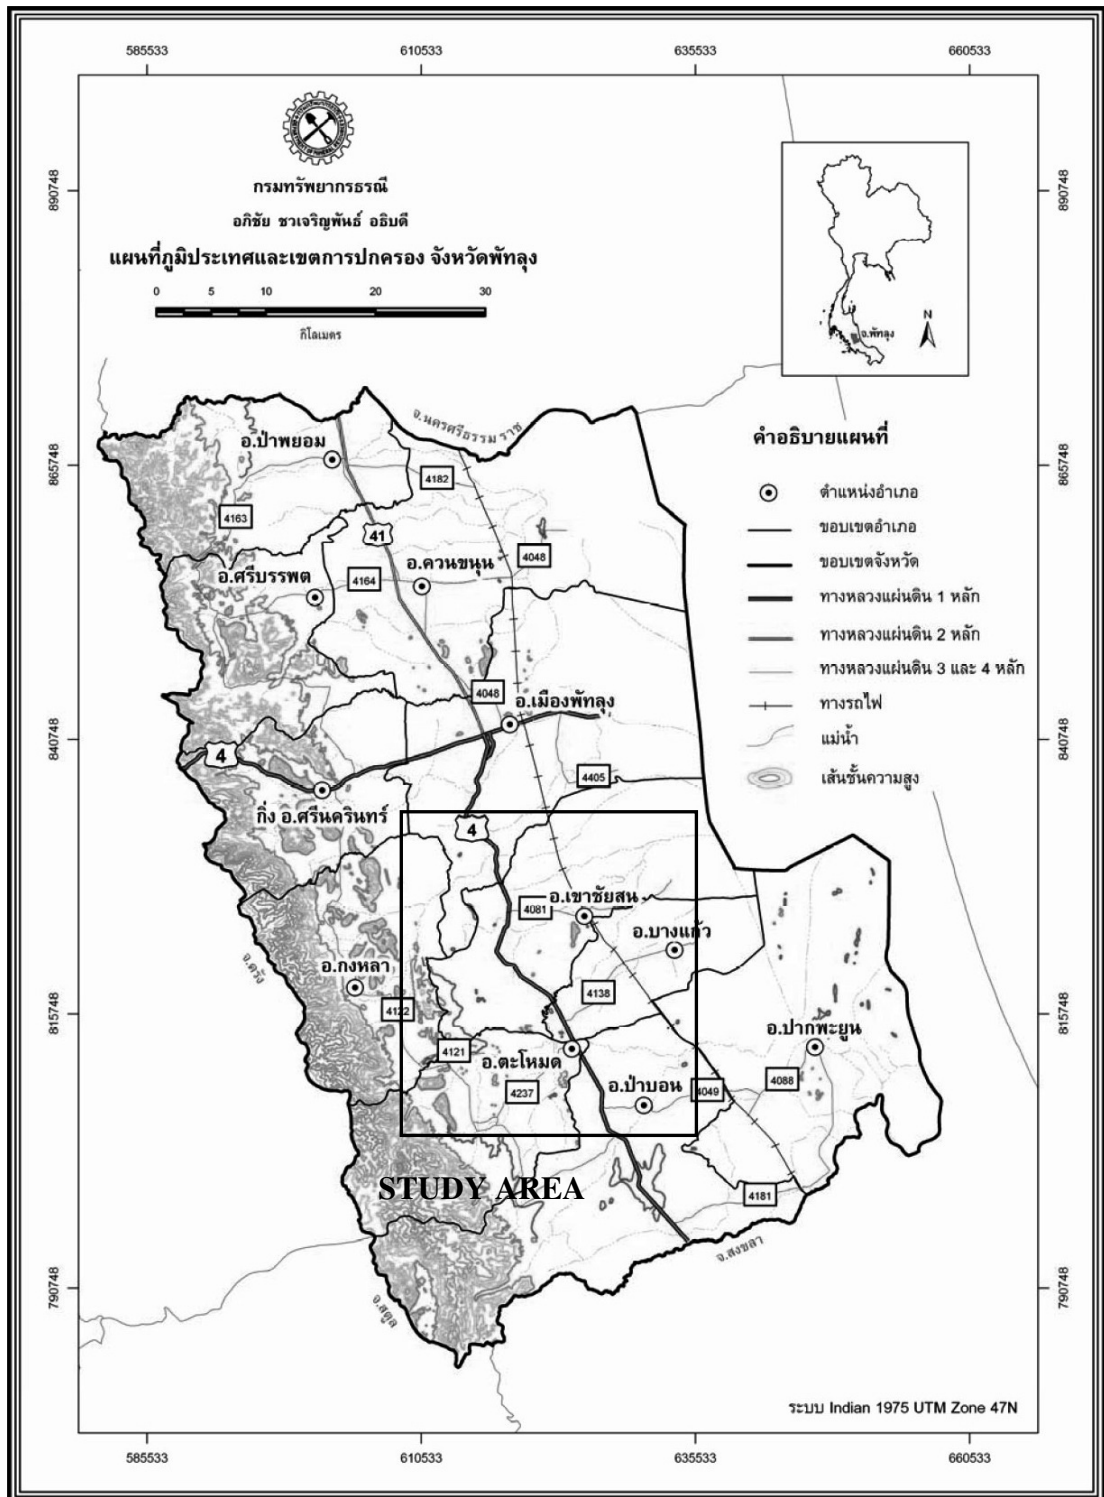 585533 610533 635533 660533
890748 890748
กรมทรัพยากรธรณี
อภิชัย ชวเจริญพันธ์ อธิบดี
แผนที่ภูมิประเทศและเขตการปกครอง จังหวัดพัทลุง
0 5 10 20 30
กิโลเมตร
N
จ.พัทลุง
จ.นครศรีธรรมราช
คำอธิบายแผนที่
ตำแหน่งอำเภอ
ขอบเขตอำเภอ
ขอบเขตจังหวัด
ทางหลวงแผ่นดิน 1 หลัก
ทางหลวงแผ่นดิน 2 หลัก
ทางหลวงแผ่นดิน 3 และ 4 หลัก
ทางรถไฟ
แม่น้ำ
เส้นชั้นความสูง
865748 865748
อ.ป่าพยอม
4182
4163
41
4048
อ.ควนขนุน
อ.ศรีบรรพต
4164
4048
อ.เมืองพัทลุง
840748 840748
4
4405
กิ่ง อ.ศรีนครินทร์
4
อ.เขาชัยสน
4081
อ.บางแก้ว
จ.ตรัง
อ.กงหลา
4138
4122
815748 815748
อ.ปากพะยูน
4121
อ.ตะโหมด
4088
อ.ป่าบอน
4049
4237
STUDY AREA
4181
จ.สงขลา
790748 790748
จ.สตูล
ระบบ Indian 1975 UTM Zone 47N
585533 610533 635533 660533